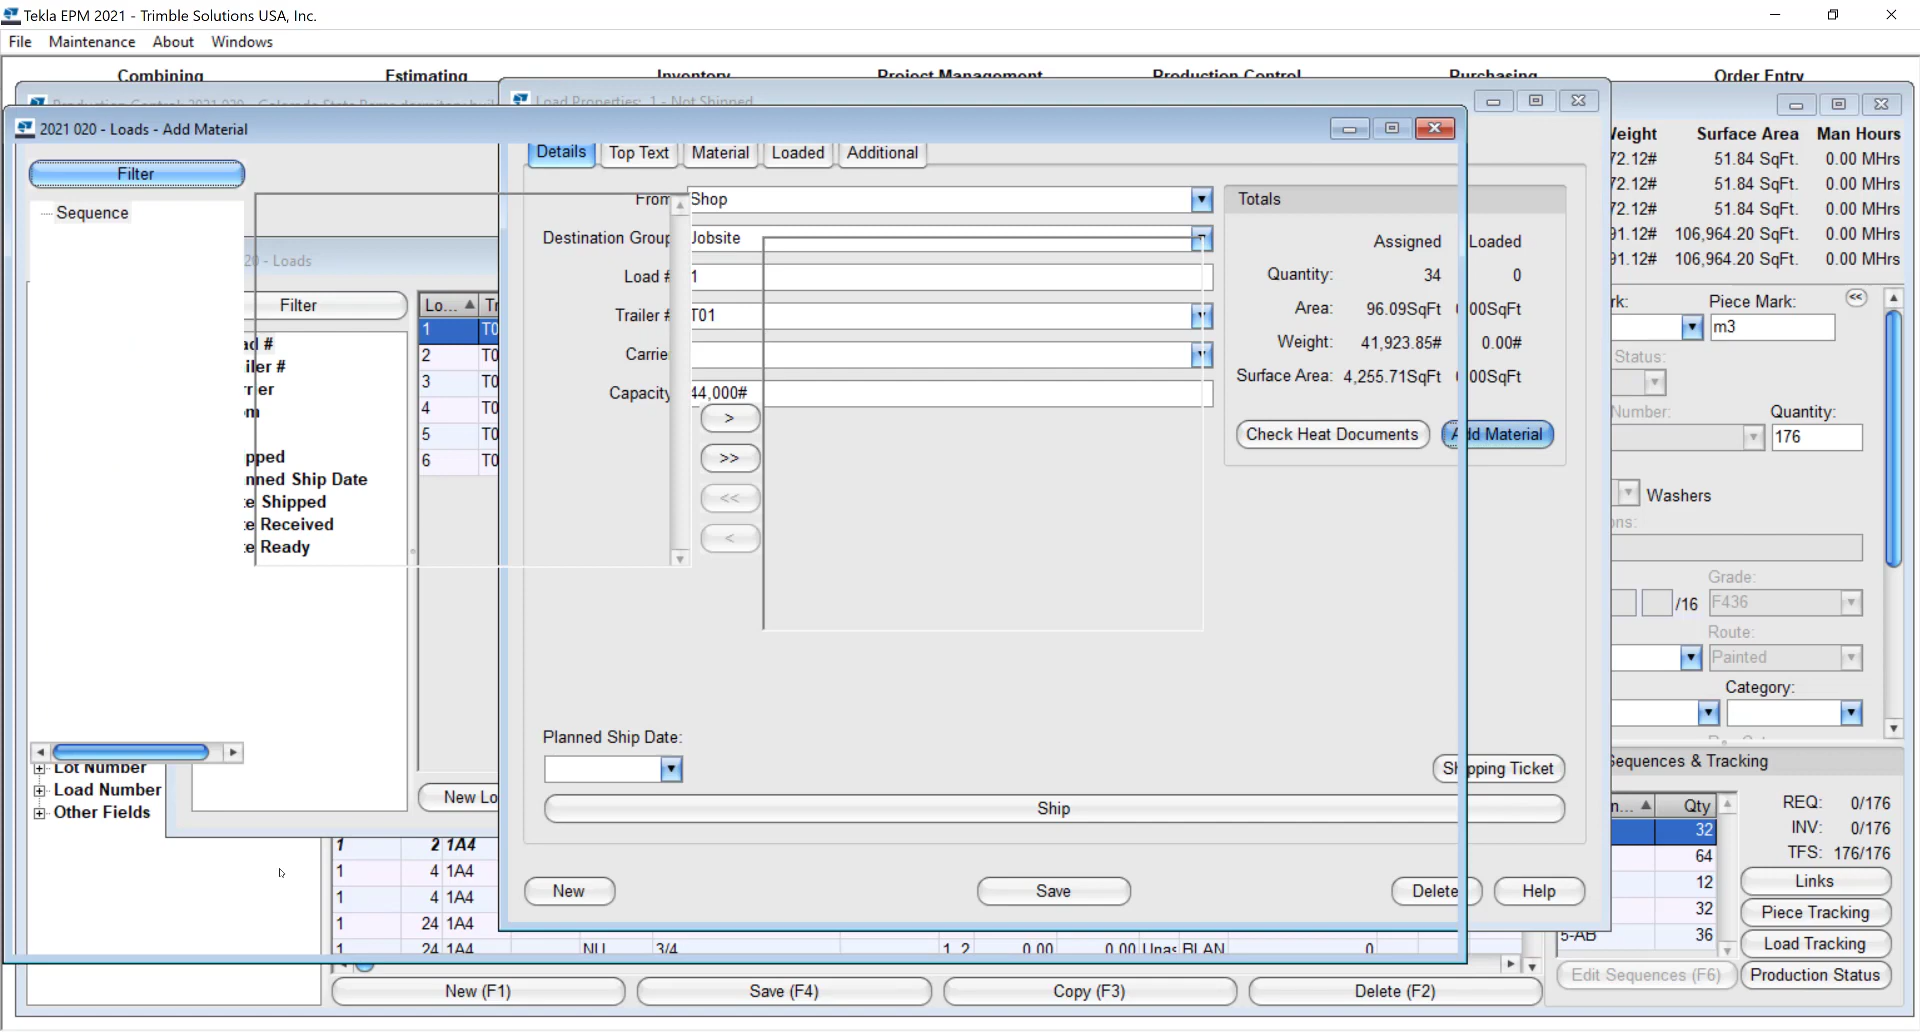 Tekla EPM 2021 - Trimble Solutions USA, Inc.
File Maintenance About Windows
Combining Estimating Inventory Project Management Production Control Purchasing Order Entry
Production Control: 2021 020 - Colorado State Rams dormitory
Load Properties: 1 - Not Shipped
2021 020 - Loads - Add Material
Filter
Sequence
Details Top Text Material Loaded Additional
From Shop
Destination Group Jobsite
Load # 1
Trailer # T01
Carrie
Capacity 44,000#
> 
>>
<<
<
Totals
Assigned Loaded
Quantity: 34 0
Area: 96.09SqFt 00SqFt
Weight: 41,923.85# 0.00#
Surface Area: 4,255.71SqFt 00SqFt
Check Heat Documents Add Material
Planned Ship Date:
Shipping Ticket
Ship
New Save Delete Help
20 - Loads
Filter
ad #
iler #
rrier
om
pped
nned Ship Date
te Shipped
te Received
te Ready
Lo... Tr
1 T0
2 T0
3 T0
4 T0
5 T0
6 T0
New Lo
Lot Number
Load Number
Other Fields
1 2 1A4
1 4 1A4
1 4 1A4
1 24 1A4
1 24 1A4 NU 3/4 1 2 0.00 0.00 Unas BLAN 0
New (F1) Save (F4) Copy (F3) Delete (F2)
Weight Surface Area Man Hours
72.12# 51.84 SqFt. 0.00 MHrs
72.12# 51.84 SqFt. 0.00 MHrs
72.12# 51.84 SqFt. 0.00 MHrs
91.12# 106,964.20 SqFt. 0.00 MHrs
91.12# 106,964.20 SqFt. 0.00 MHrs
rk: Piece Mark: <<
m3
Status:
Number: Quantity:
176
Washers
ons:
Grade:
/16 F436
Route:
Painted
Category:
Sequences & Tracking
n... Qty
32
64
12
32
5-AB 36
REQ: 0/176
INV: 0/176
TFS: 176/176
Links
Piece Tracking
Load Tracking
Edit Sequences (F6) Production Status